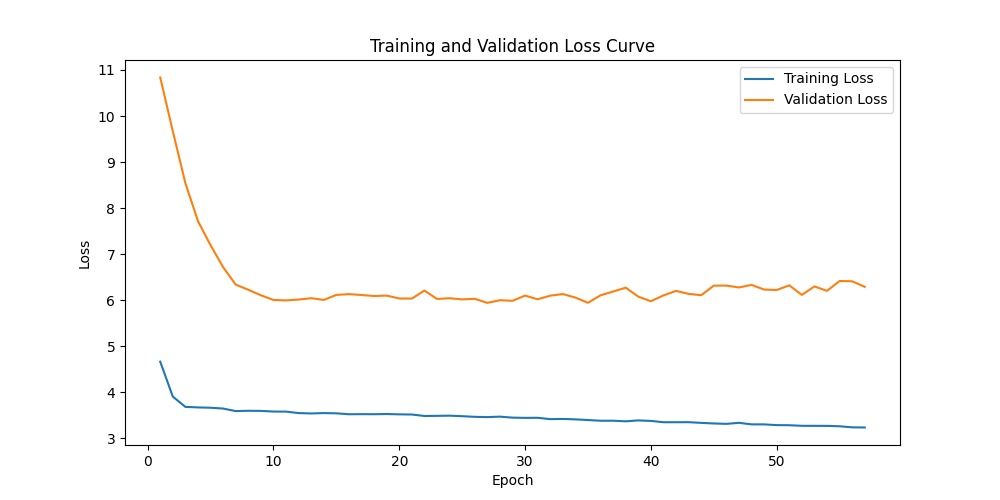 Training and Validation Loss Curve
Training Loss
Validation Loss
11
10
9
8
7
6
5
4
3
Loss
0 10 20 30 40 50
Epoch